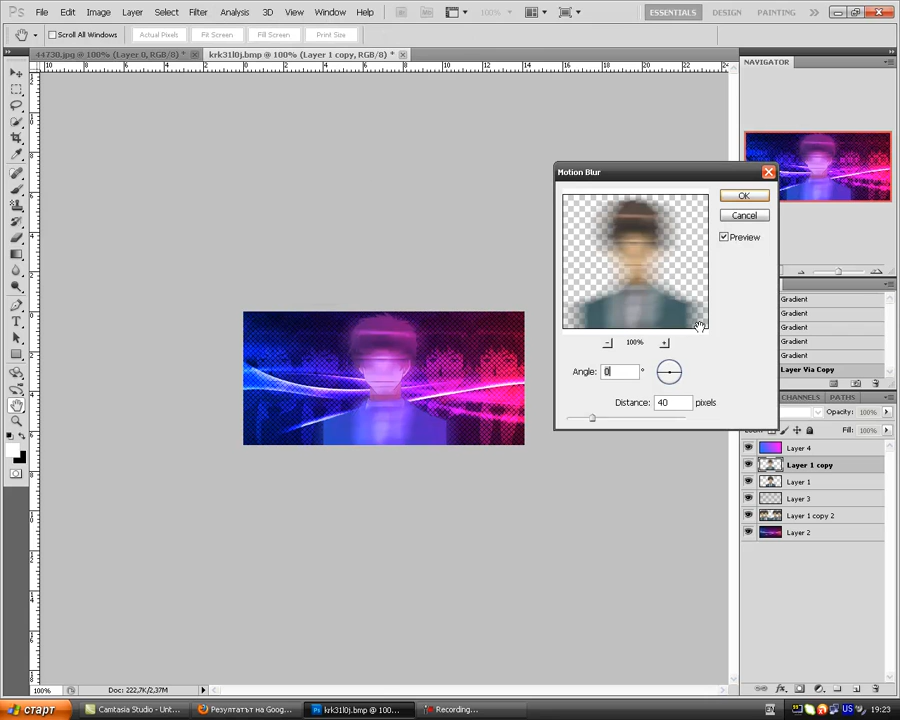 Ps File Edit Image Layer Select Filter Analysis 3D View Window Help 100% ESSENTIALS DESIGN PAINTING
Scroll All Windows Actual Pixels Fit Screen Fill Screen Print Size
44730.jpg @ 100% (Layer 0, RGB/8) * krk31l0j.bmp @ 100% (Layer 1 copy, RGB/8) *
NAVIGATOR
Motion Blur
OK
Cancel
Preview
100%
Angle: 0 °
Distance: 40 pixels
Gradient
Gradient
Gradient
Gradient
Gradient
Layer Via Copy
CHANNELS PATHS
Opacity: 100%
Fill: 100%
Layer 4
Layer 1 copy
Layer 1
Layer 3
Layer 1 copy 2
Layer 2
100% Doc: 222,7K/2,37M
старт Camtasia Studio - Unt... Резултатът на Goog... krk31l0j.bmp @ 100... Recording... US 19:23